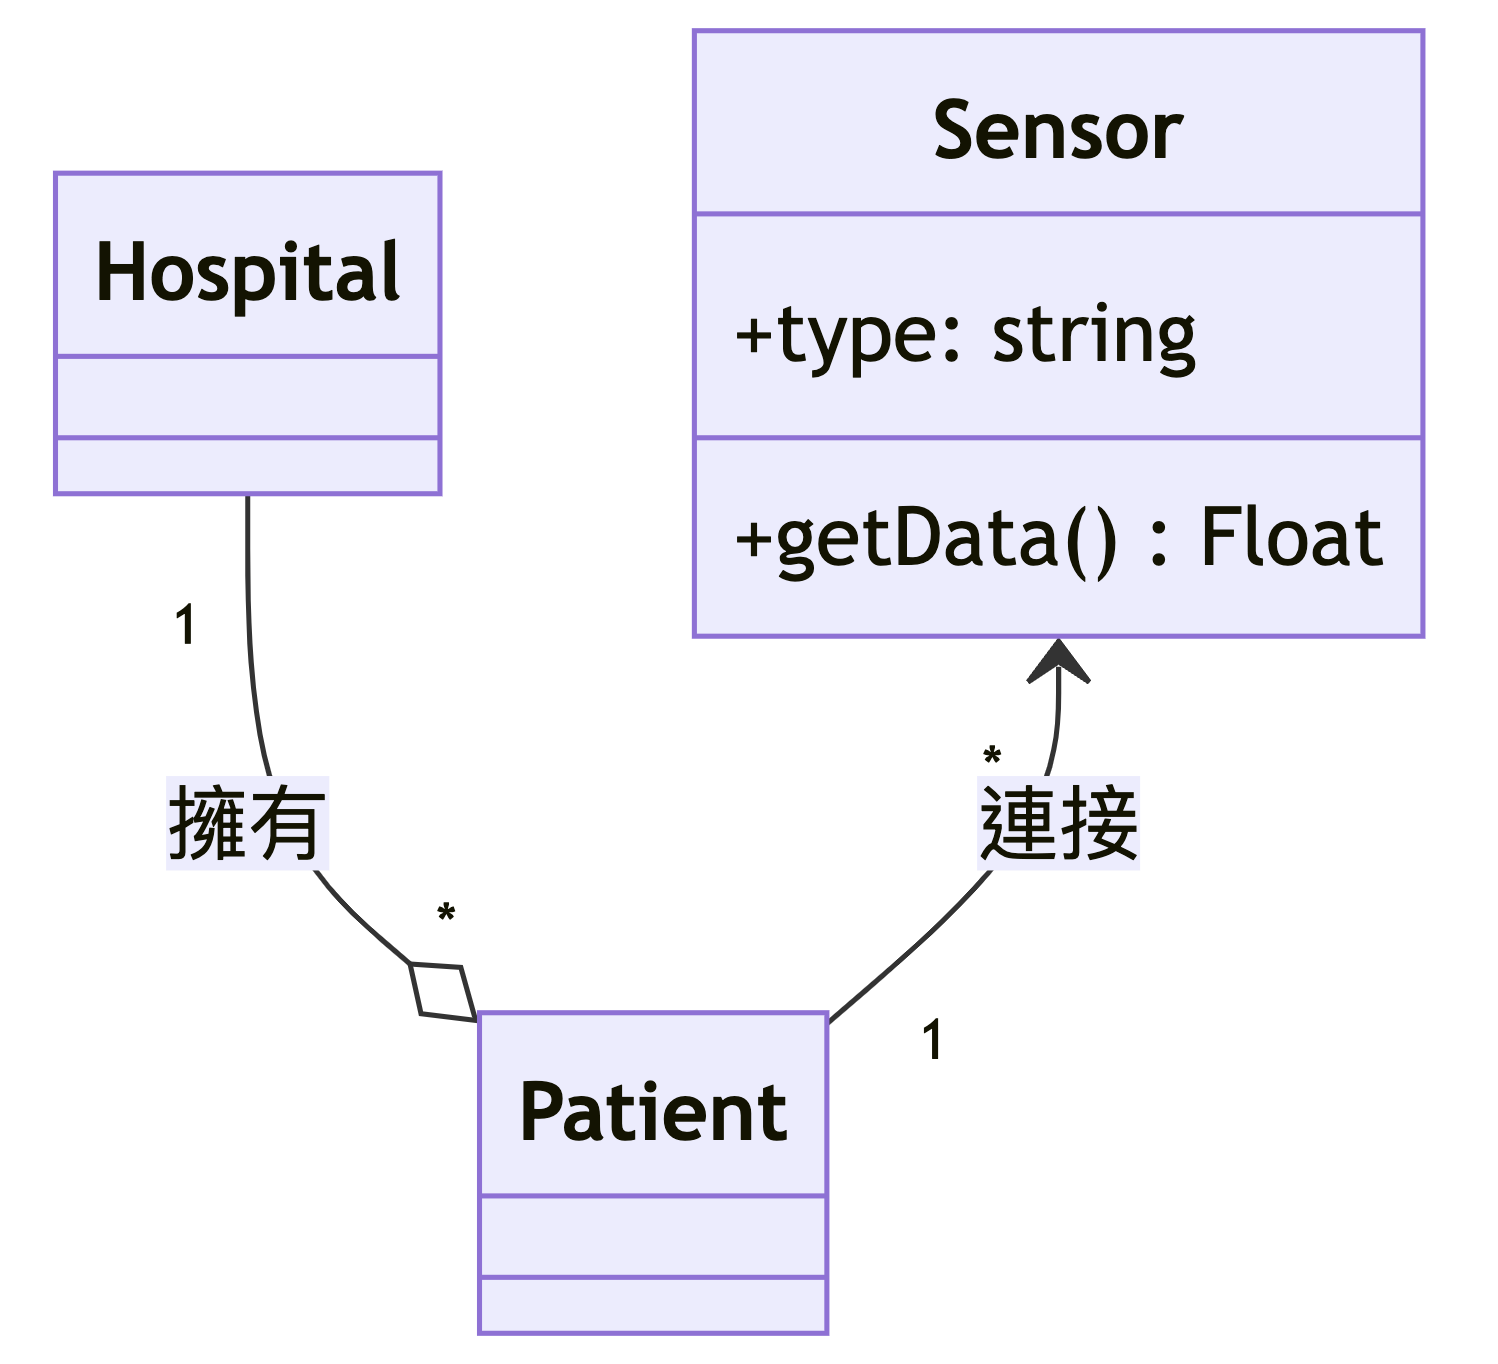 Sensor
+type: string
+getData() : Float
Hospital
1
擁有
*
*
連接
1
Patient